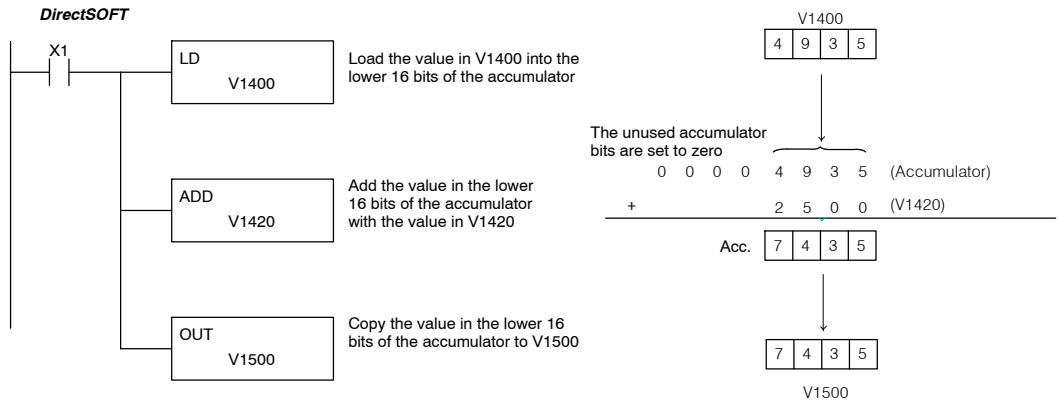 DirectSOFT
X1
LD
V1400
Load the value in V1400 into the
lower 16 bits of the accumulator
ADD
V1420
Add the value in the lower
16 bits of the accumulator
with the value in V1420
OUT
V1500
Copy the value in the lower 16
bits of the accumulator to V1500
V1400
4 9 3 5
The unused accumulator
bits are set to zero
0 0 0 0 4 9 3 5 (Accumulator)
+ 2 5 0 0 (V1420)
Acc. 7 4 3 5
7 4 3 5
V1500